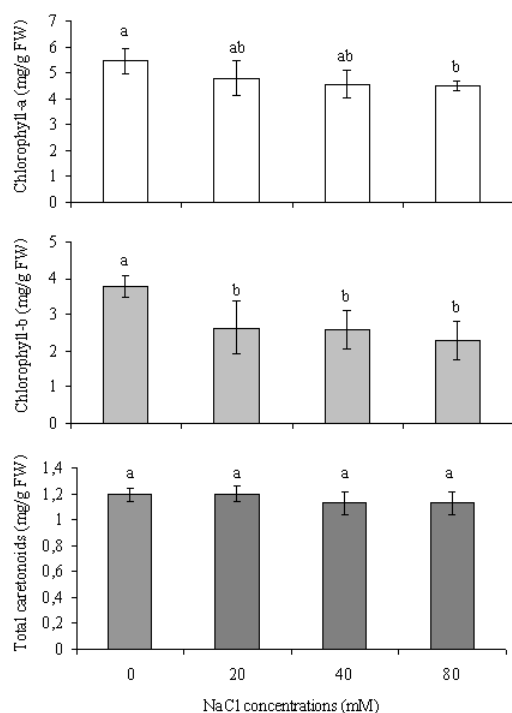 Chlorophyll-a (mg/g FW)
7
6
5
4
3
2
1
0
a
ab
ab
b
Chlorophyll-b (mg/g FW)
5
4
3
2
1
0
a
b
b
b
Total caretonoids (mg/g FW)
1,4
1,2
1
0,8
0,6
0,4
0,2
0
a
a
a
a
0 20 40 80
NaCl concentrations (mM)